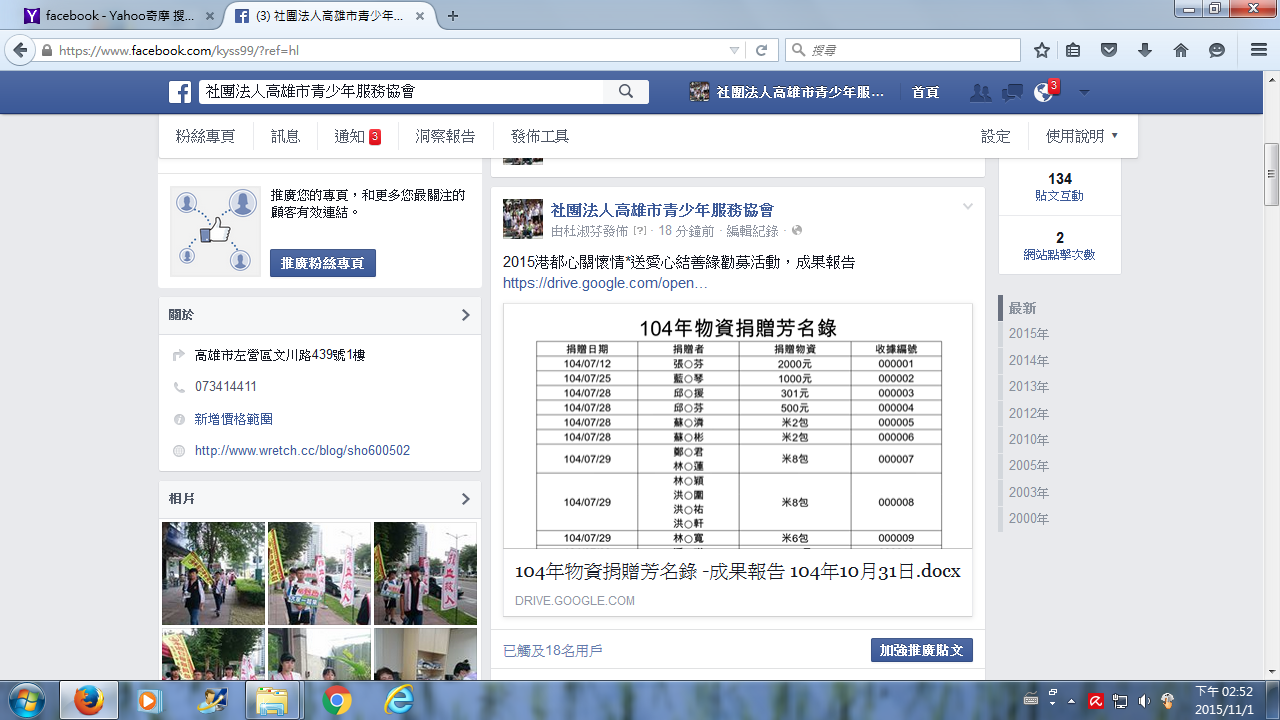 facebook - Yahoo奇摩 搜...
(3) 社團法人高雄市青少年...
https://www.facebook.com/kyss99/?ref=hl
搜尋
社團法人高雄市青少年服務協會
社團法人高雄市青少年服...
首頁
3
粉絲專頁
訊息
通知 3
洞察報告
發佈工具
設定
使用說明
推廣您的專頁，和更多您最關注的
顧客有效連結。
推廣粉絲專頁
關於
高雄市左營區文川路439號1樓
073414411
新增價格範圍
http://www.wretch.cc/blog/sho600502
相片
社團法人高雄市青少年服務協會
由杜淑芬發佈 [?] · 18 分鐘前 · 編輯紀錄 ·
2015港都心關懷情*送愛心結善緣勸募活動，成果報告
https://drive.google.com/open…
104年物資捐贈芳名錄
捐贈日期 捐贈者 捐贈物資 收據編號
104/07/12 張○芬 2000元 000001
104/07/25 藍○琴 1000元 000002
104/07/28 邱○援 301元 000003
104/07/28 邱○芬 500元 000004
104/07/28 蘇○濟 米2包 000005
104/07/28 蘇○彬 米2包 000006
104/07/29 鄭○君 林○蓮 米8包 000007
104/07/29 林○穎 洪○圍 洪○祐 洪○軒 米8包 000008
104/07/29 林○寬 米6包 000009
104年物資捐贈芳名錄 -成果報告 104年10月31日.docx
DRIVE.GOOGLE.COM
已觸及18名用戶
加強推廣貼文
134
貼文互動
2
網站點擊次數
最新
2015年
2014年
2013年
2012年
2010年
2005年
2003年
2000年
下午 02:52
2015/11/1